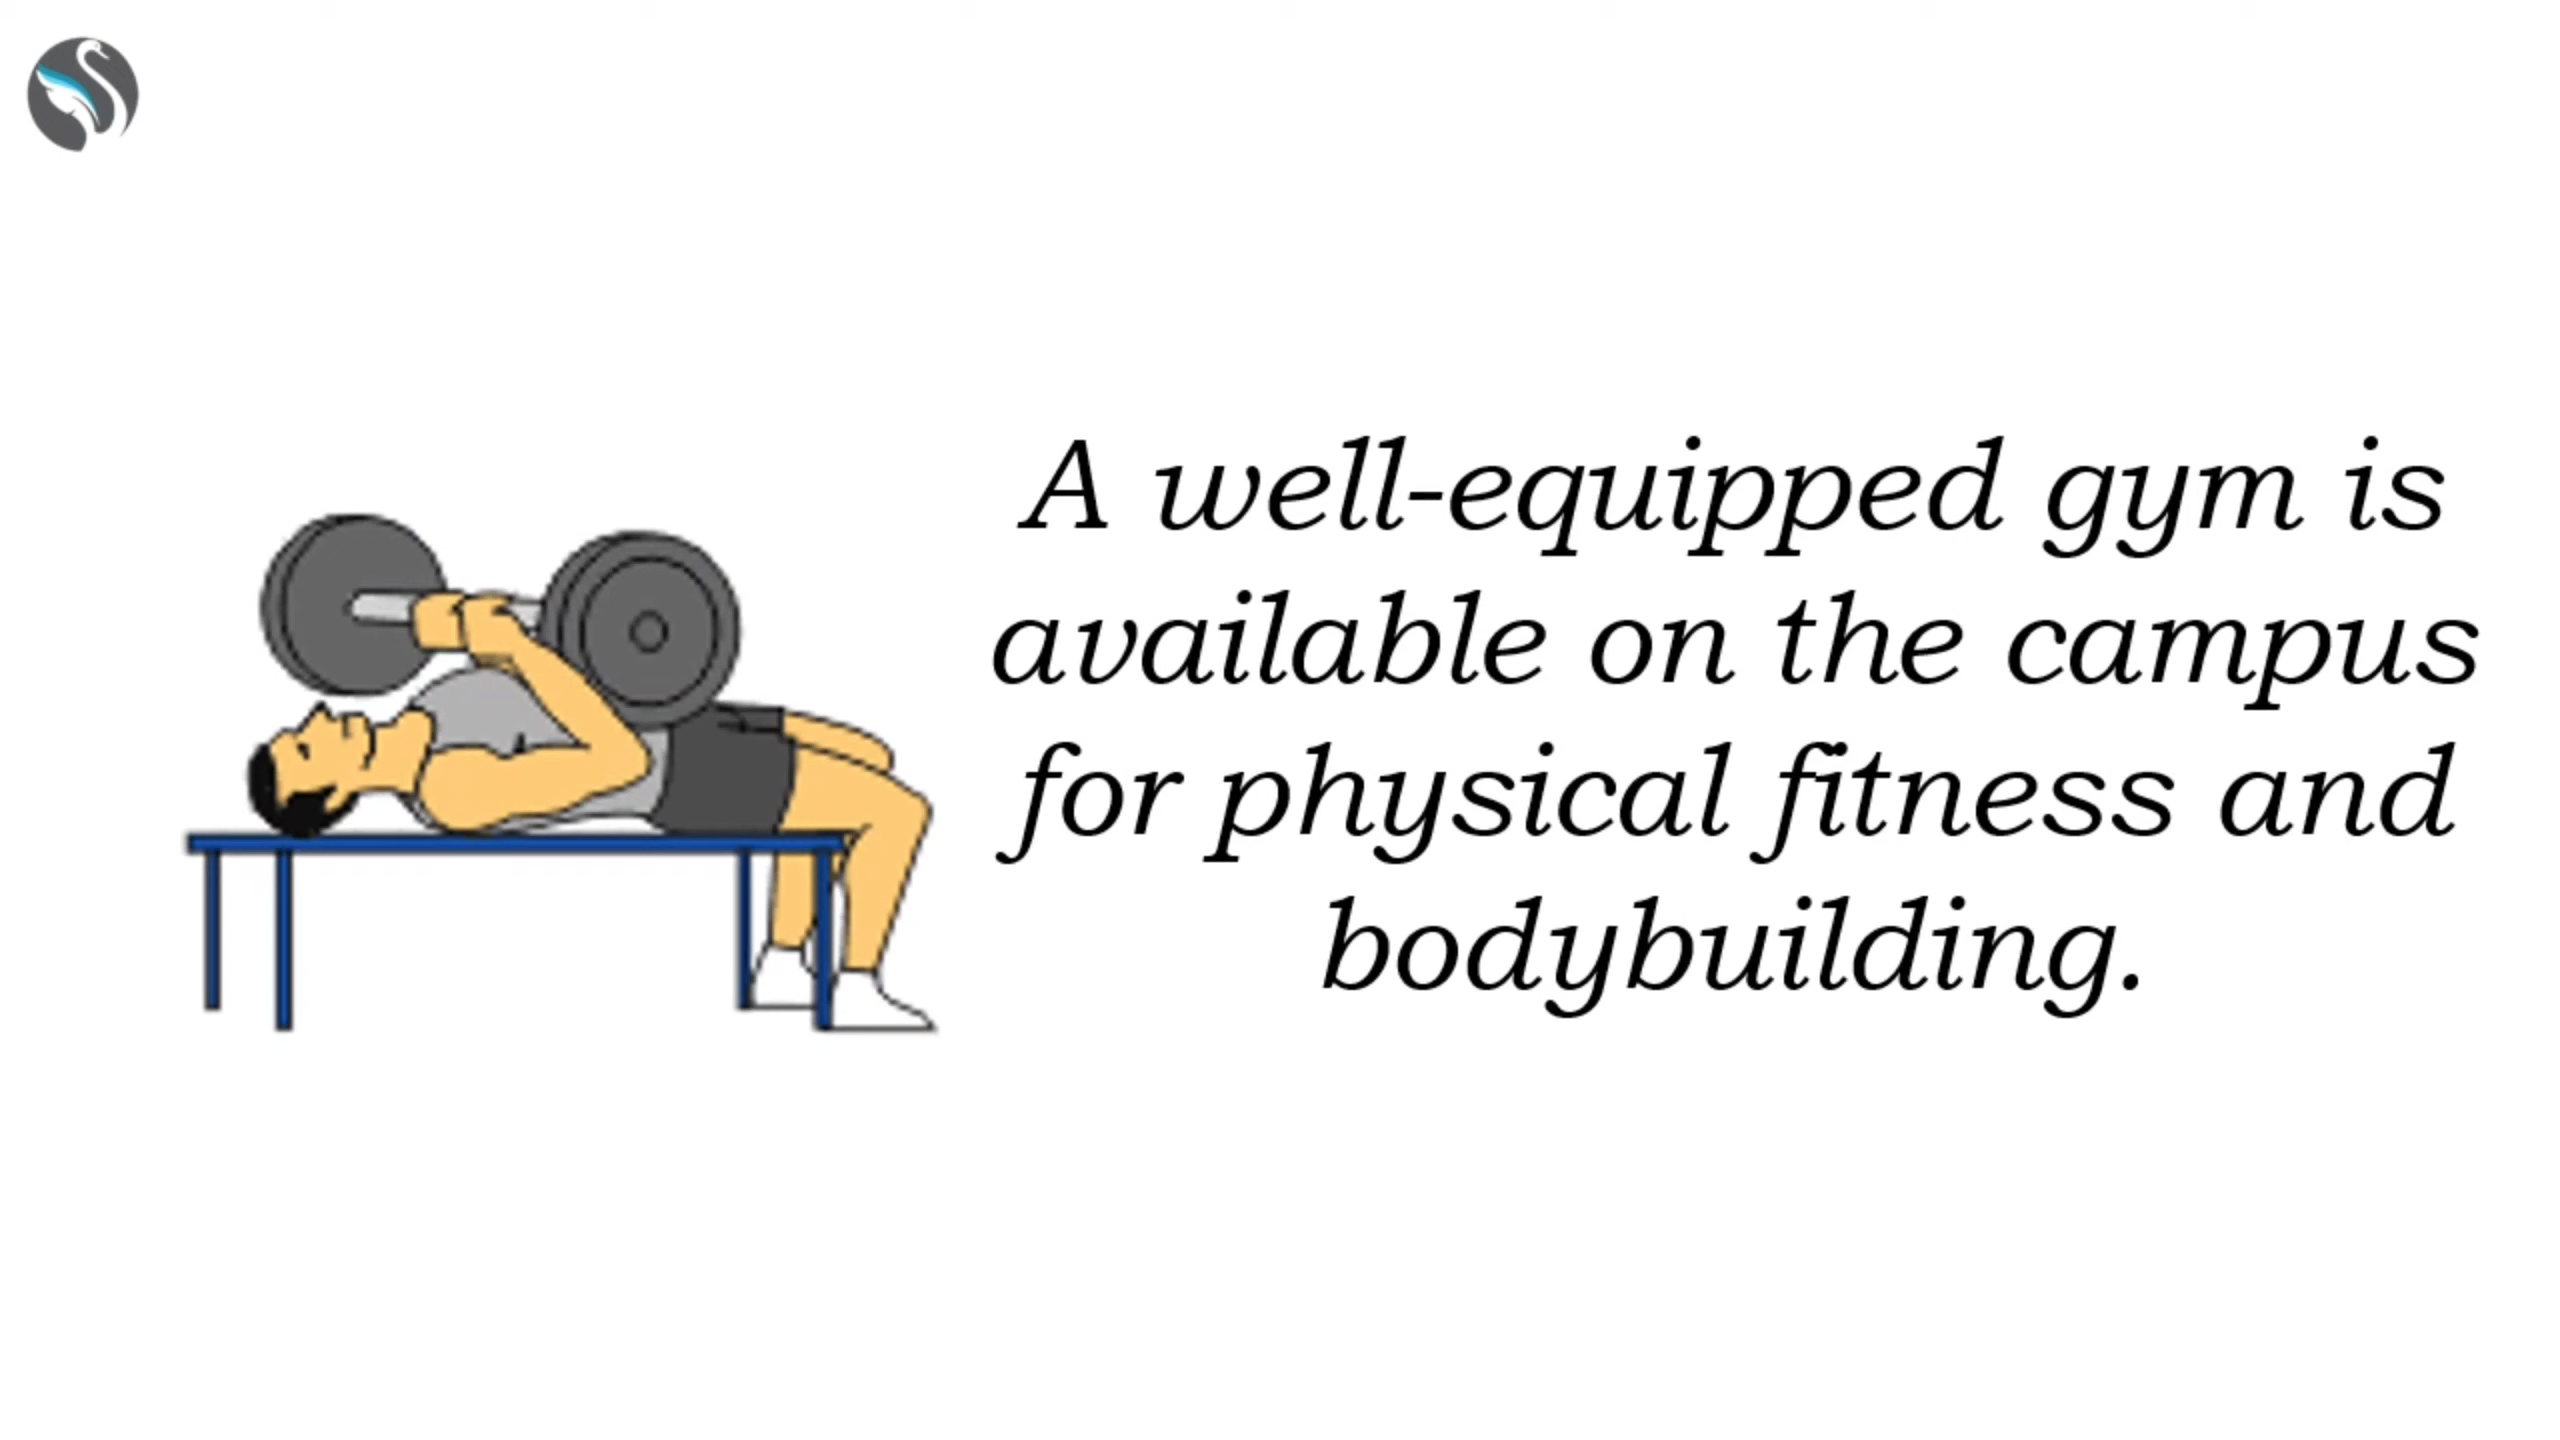 A well-equipped gym is
available on the campus
for physical fitness and
bodybuilding.